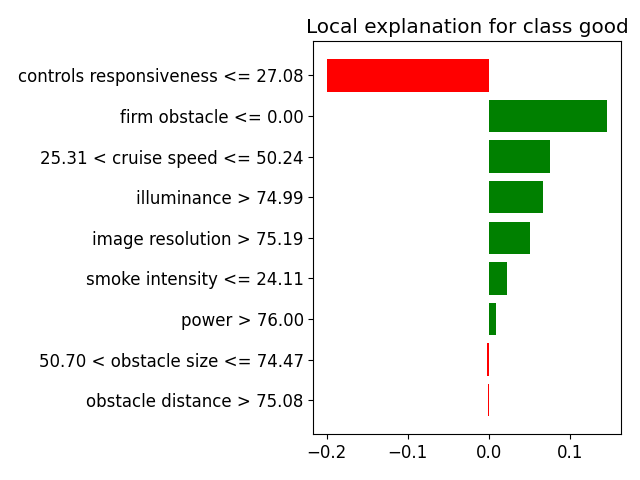 Local explanation for class good
controls responsiveness <= 27.08
firm obstacle <= 0.00
25.31 < cruise speed <= 50.24
illuminance > 74.99
image resolution > 75.19
smoke intensity <= 24.11
power > 76.00
50.70 < obstacle size <= 74.47
obstacle distance > 75.08
−0.2 −0.1 0.0 0.1